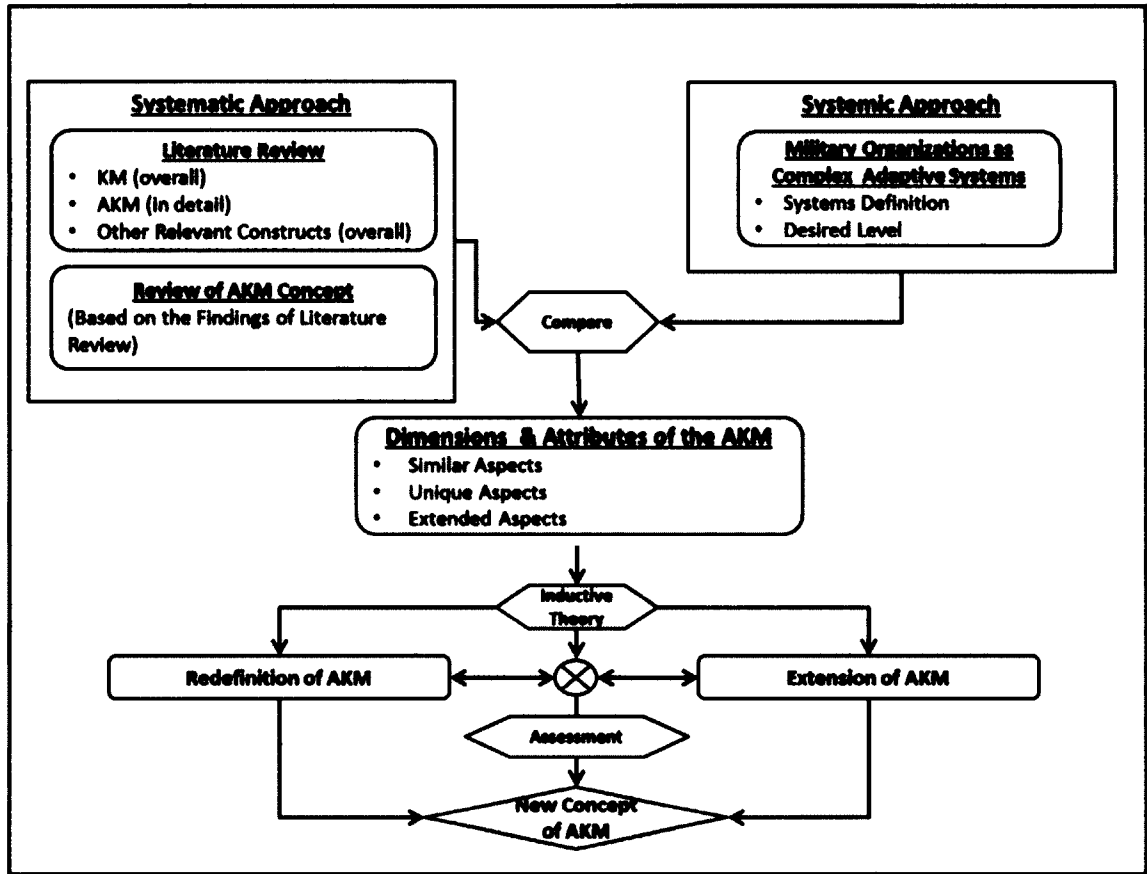 Systematic Approach
Literature Review
• KM (overall)
• AKM (in detail)
• Other Relevant Constructs (overall)
Review of AKM Concept
(Based on the Findings of Literature
Review)
Systemic Approach
Military Organizations as
Complex Adaptive Systems
• Systems Definition
• Desired Level
Compare
Dimensions & Attributes of the AKM
• Similar Aspects
• Unique Aspects
• Extended Aspects
Inductive
Theory
Redefinition of AKM
Extension of AKM
Assessment
New Concept
of AKM